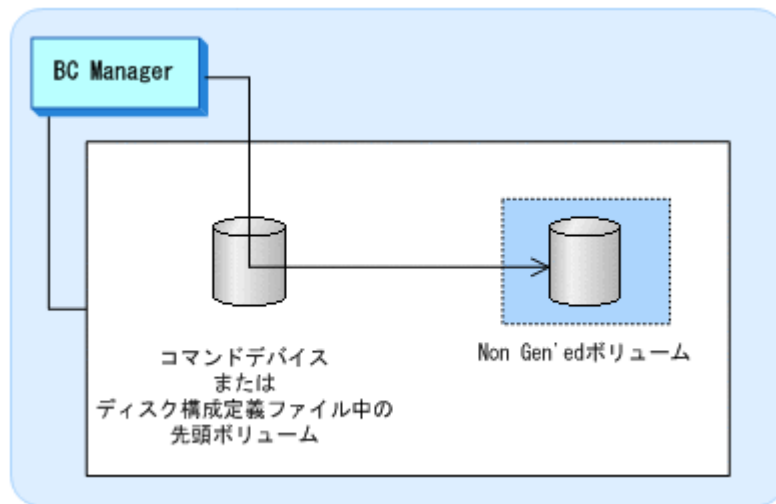 BC Manager
コマンドデバイス
または
ディスク構成定義ファイル中の
先頭ボリューム
Non Gen'edボリューム